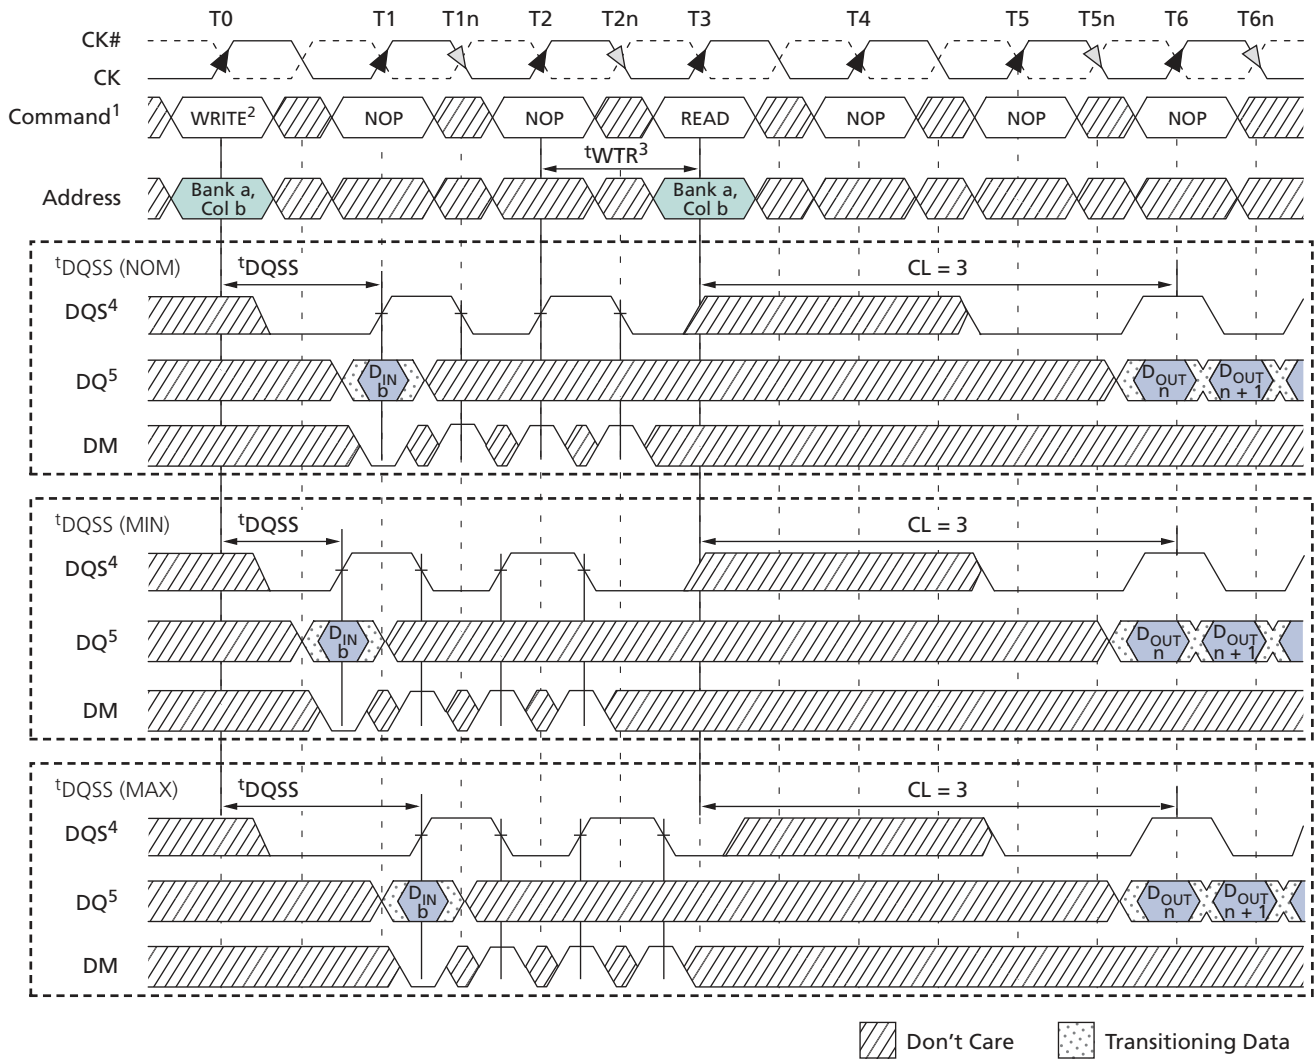 T0 T1 T1n T2 T2n T3 T4 T5 T5n T6 T6n
CK#
CK
Command1 WRITE2 NOP NOP READ NOP NOP NOP
tWTR3
Address Bank a, Col b Bank a, Col b
tDQSS (NOM) tDQSS CL = 3
DQS4
DQ5 DIN b DOUT n DOUT n + 1
DM
tDQSS (MIN) tDQSS CL = 3
DQS4
DQ5 DIN b DOUT n DOUT n + 1
DM
tDQSS (MAX) tDQSS CL = 3
DQS4
DQ5 DIN b DOUT n DOUT n + 1
DM
Don't Care Transitioning Data